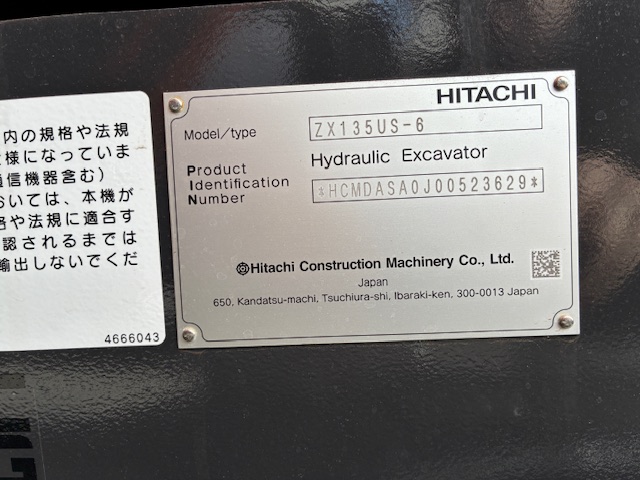 内の規格や法規
様になっていま
信機器含む)
おいては、本機が
格や法規に適合す
認されるまでは
輸出しないでくだ
4666043
HITACHI
Model/type ZX135US-6
Hydraulic Excavator
Product
Identification
Number *HCMDASA0J00523629*
Hitachi Construction Machinery Co., Ltd.
Japan
650, Kandatsu-machi, Tsuchiura-shi, Ibaraki-ken, 300-0013 Japan